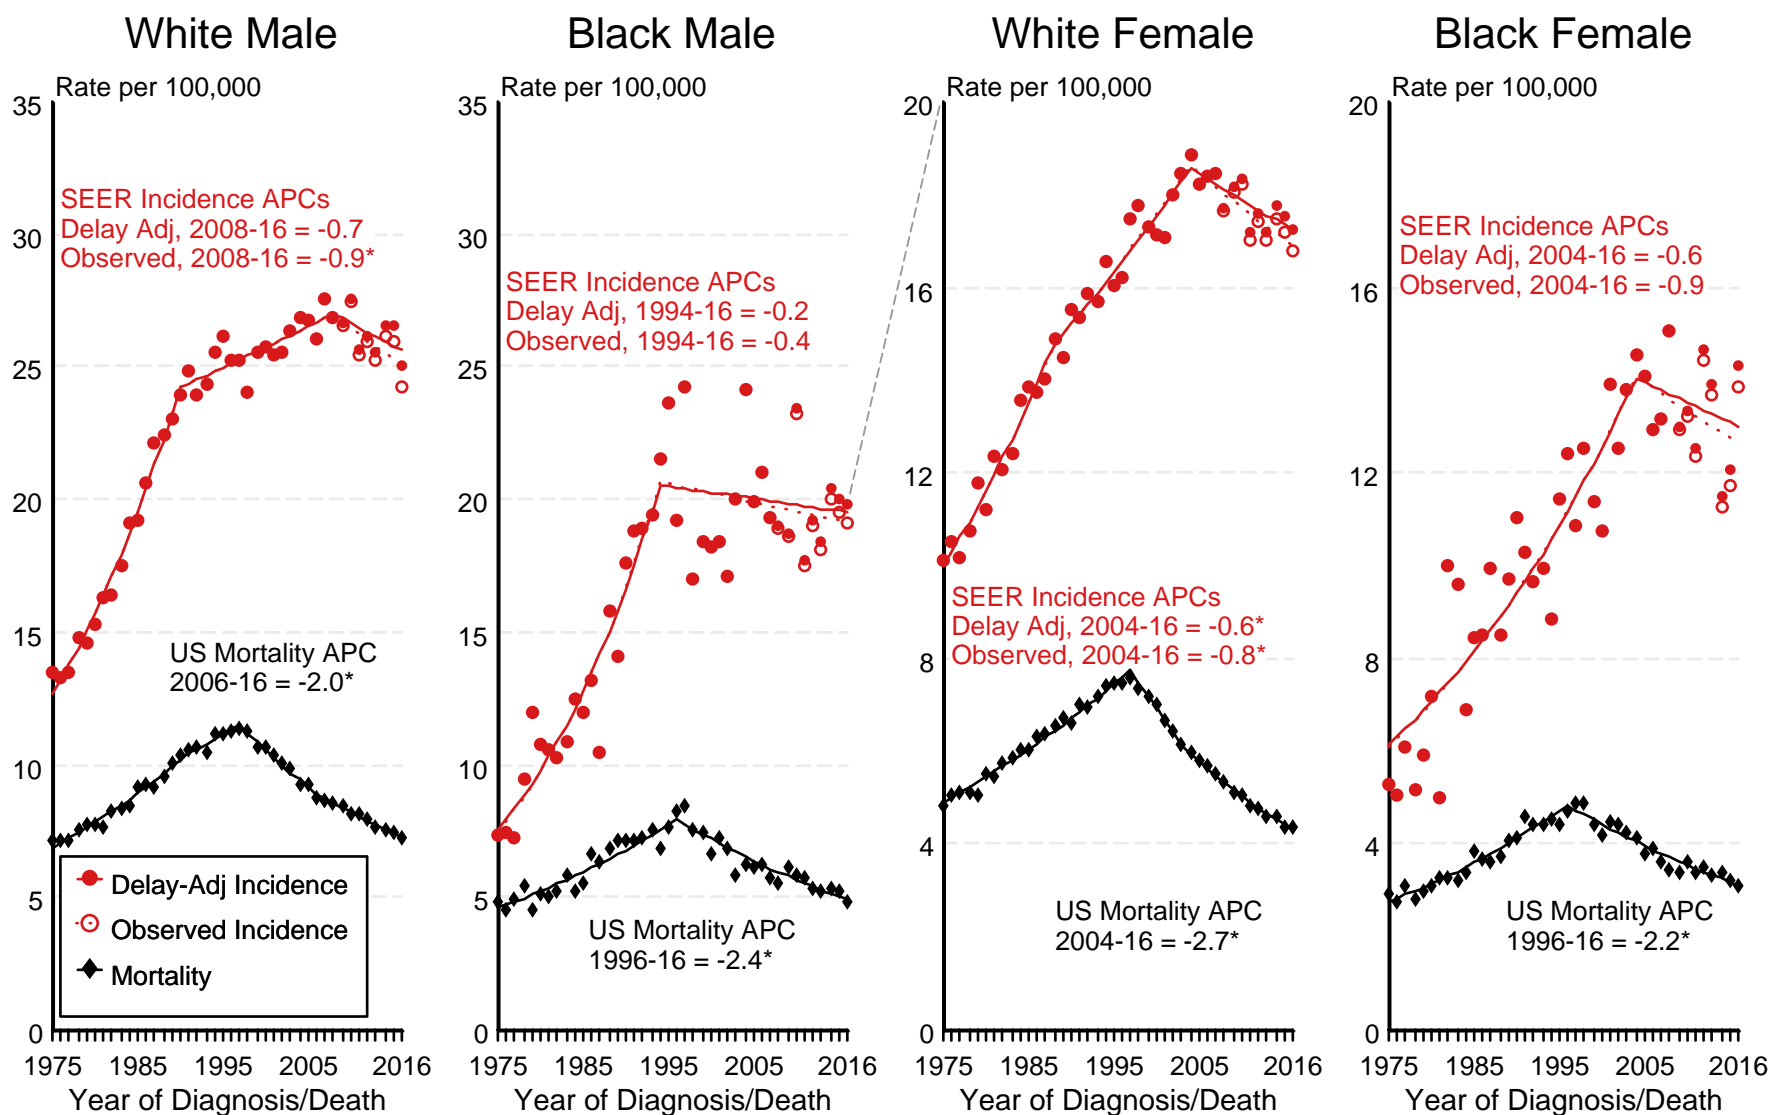 White Male
Rate per 100,000
35
30
25
20
15
10
5
0
SEER Incidence APCs
Delay Adj, 2008-16 = -0.7
Observed, 2008-16 = -0.9*
US Mortality APC
2006-16 = -2.0*
Delay-Adj Incidence
Observed Incidence
Mortality
1975 1985 1995 2005 2016
Year of Diagnosis/Death
Black Male
Rate per 100,000
35
30
25
20
15
10
5
0
SEER Incidence APCs
Delay Adj, 1994-16 = -0.2
Observed, 1994-16 = -0.4
US Mortality APC
1996-16 = -2.4*
1975 1985 1995 2005 2016
Year of Diagnosis/Death
White Female
Rate per 100,000
20
16
12
8
4
0
SEER Incidence APCs
Delay Adj, 2004-16 = -0.6*
Observed, 2004-16 = -0.8*
US Mortality APC
2004-16 = -2.7*
1975 1985 1995 2005 2016
Year of Diagnosis/Death
Black Female
Rate per 100,000
20
16
12
8
4
0
SEER Incidence APCs
Delay Adj, 2004-16 = -0.6
Observed, 2004-16 = -0.9
US Mortality APC
1996-16 = -2.2*
1975 1985 1995 2005 2016
Year of Diagnosis/Death